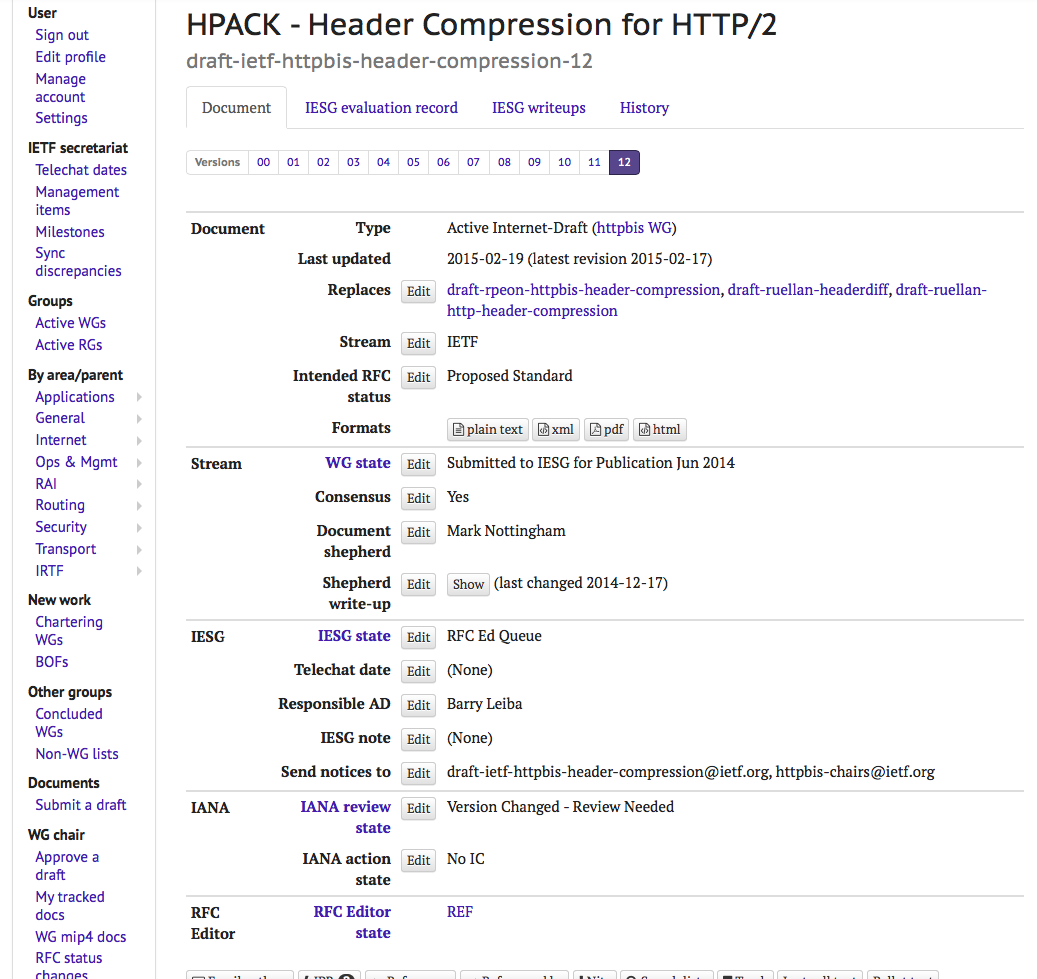 User
Sign out
Edit profile
Manage
account
Settings
IETF secretariat
Telechat dates
Management
items
Milestones
Sync
discrepancies
Groups
Active WGs
Active RGs
By area/parent
Applications
General
Internet
Ops & Mgmt
RAI
Routing
Security
Transport
IRTF
New work
Chartering
WGs
BOFs
Other groups
Concluded
WGs
Non-WG lists
Documents
Submit a draft
WG chair
Approve a
draft
My tracked
docs
WG mip4 docs
RFC status
changes
HPACK - Header Compression for HTTP/2
draft-ietf-httpbis-header-compression-12
Document IESG evaluation record IESG writeups History
Versions 00 01 02 03 04 05 06 07 08 09 10 11 12
Document Type Active Internet-Draft (httpbis WG)
Last updated 2015-02-19 (latest revision 2015-02-17)
Replaces Edit draft-rpeon-httpbis-header-compression, draft-ruellan-headerdiff, draft-ruellan-
http-header-compression
Stream Edit IETF
Intended RFC Edit Proposed Standard
status
Formats plain text xml pdf html
Stream WG state Edit Submitted to IESG for Publication Jun 2014
Consensus Edit Yes
Document Edit Mark Nottingham
shepherd
Shepherd Edit Show (last changed 2014-12-17)
write-up
IESG IESG state Edit RFC Ed Queue
Telechat date Edit (None)
Responsible AD Edit Barry Leiba
IESG note Edit (None)
Send notices to Edit draft-ietf-httpbis-header-compression@ietf.org, httpbis-chairs@ietf.org
IANA IANA review Edit Version Changed - Review Needed
state
IANA action Edit No IC
state
RFC RFC Editor REF
Editor state